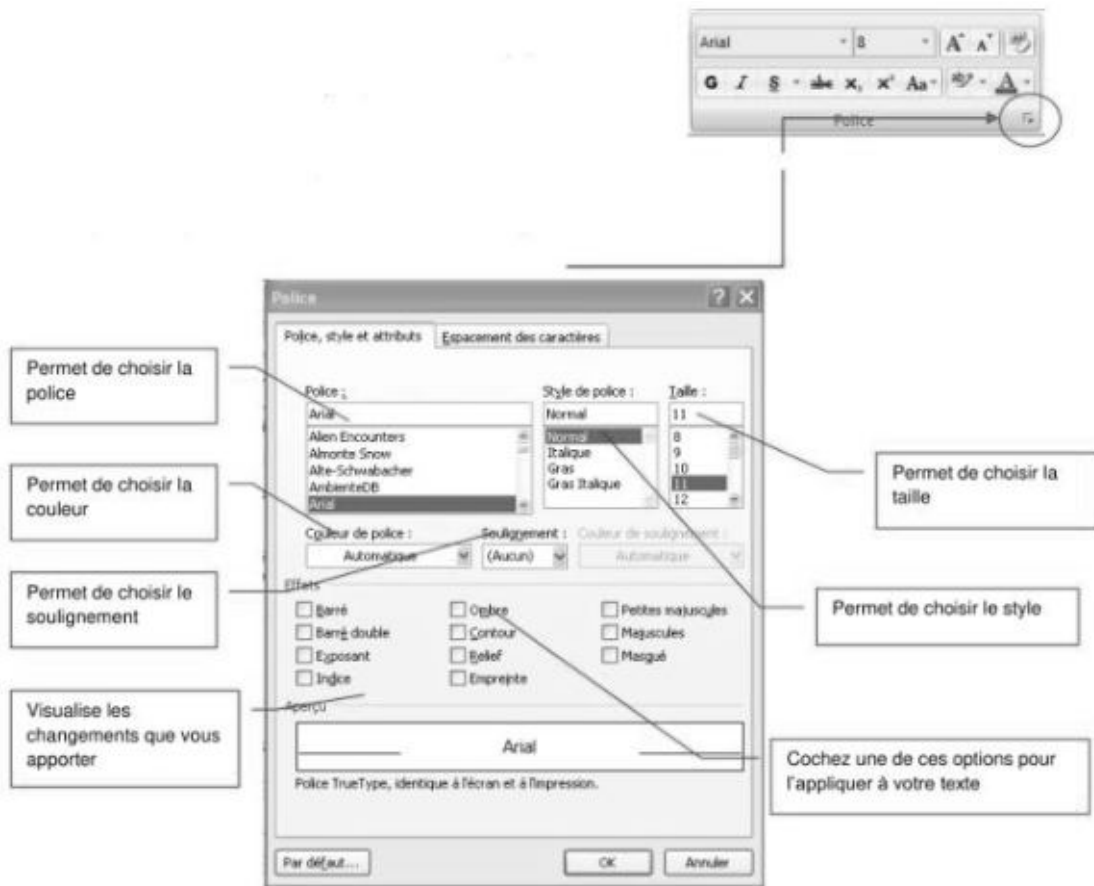 Arial 8 A A
G I S abc x, x² Aa A
Police
Police ? X
Police, style et attributs Espacement des caractères
Permet de choisir la
police
Police : Style de police : Taille :
Arial Normal 11
Alien Encounters Normal 8
Almonte Snow Italique 9
Alte-Schwabacher Gras 10
AmbienteDB Gras Italique 11
Arial 12
Permet de choisir la
taille
Permet de choisir la
couleur
Couleur de police : Soulignement : Couleur de soulignement :
Automatique (Aucun) Automatique
Permet de choisir le
soulignement
Permet de choisir le style
Effets
Barré Ombre Petites majuscules
Barré double Contour Majuscules
Exposant Relief Masqué
Indice Empreinte
Visualise les
changements que vous
apporter
Aperçu
Arial
Police TrueType, identique à l'écran et à l'impression.
Cochez une de ces options pour
l'appliquer à votre texte
Par défaut... OK Annuler